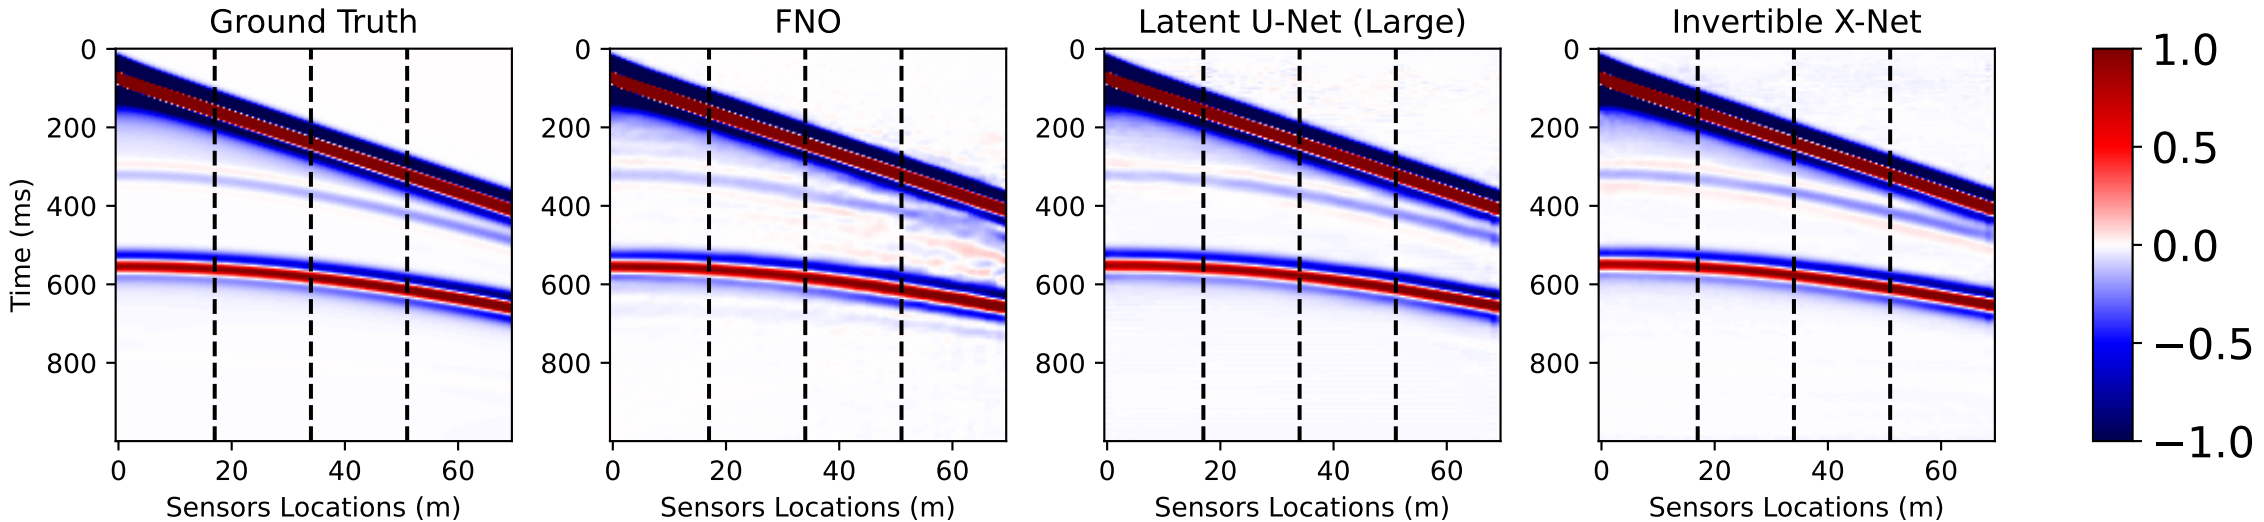 Ground Truth
FNO
Latent U-Net (Large)
Invertible X-Net
0
200
400
600
800
Time (ms)
0 20 40 60
Sensors Locations (m)
0
200
400
600
800
0 20 40 60
Sensors Locations (m)
0
200
400
600
800
0 20 40 60
Sensors Locations (m)
0
200
400
600
800
0 20 40 60
Sensors Locations (m)
1.0
0.5
0.0
−0.5
−1.0